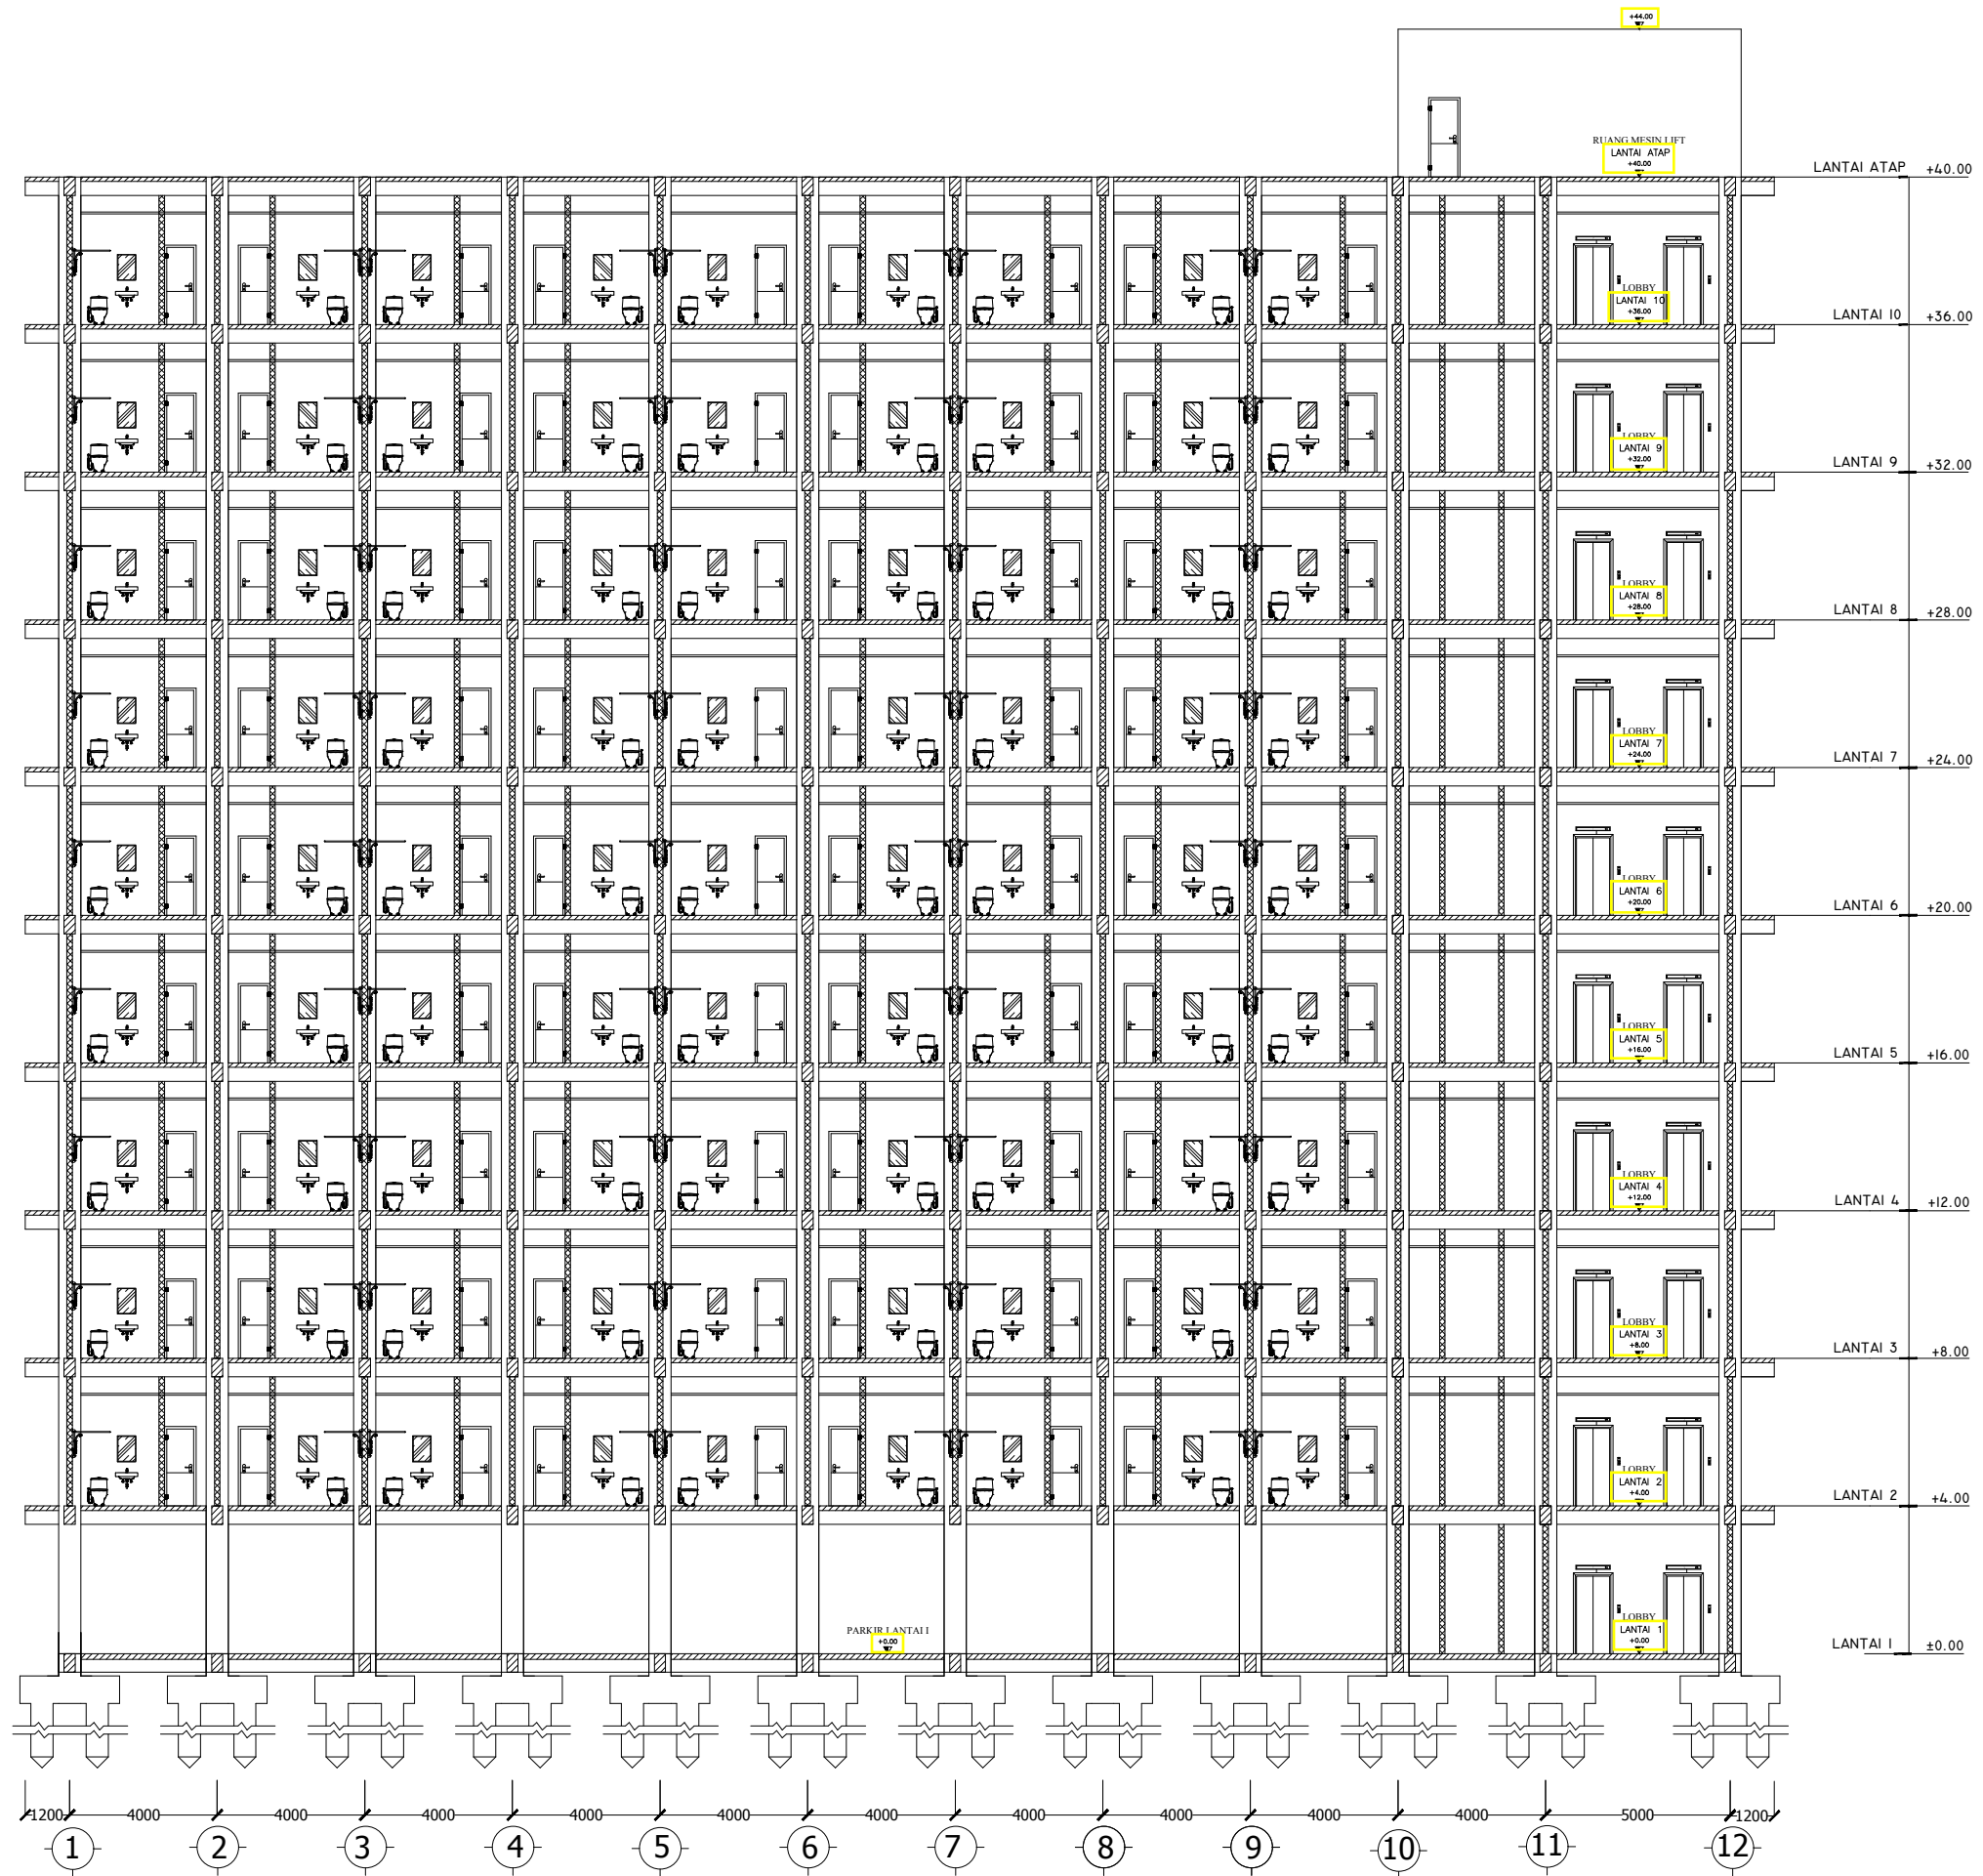 +44.00
RUANG MESIN LIFT
LANTAI ATAP
+40.00
LANTAI ATAP +40.00
LOBBY
LANTAI 10
+36.00
LANTAI 10 +36.00
LOBBY
LANTAI 9
+32.00
LANTAI 9 +32.00
LOBBY
LANTAI 8
+28.00
LANTAI 8 +28.00
LOBBY
LANTAI 7
+24.00
LANTAI 7 +24.00
LOBBY
LANTAI 6
+20.00
LANTAI 6 +20.00
LOBBY
LANTAI 5
+16.00
LANTAI 5 +16.00
LOBBY
LANTAI 4
+12.00
LANTAI 4 +12.00
LOBBY
LANTAI 3
+8.00
LANTAI 3 +8.00
LOBBY
LANTAI 2
+4.00
LANTAI 2 +4.00
PARKIR LANTAI I
+0.00
LOBBY
LANTAI 1
+0.00
LANTAI I ±0.00
1200 4000 4000 4000 4000 4000 4000 4000 4000 4000 4000 5000 1200
1 2 3 4 5 6 7 8 9 10 11 12